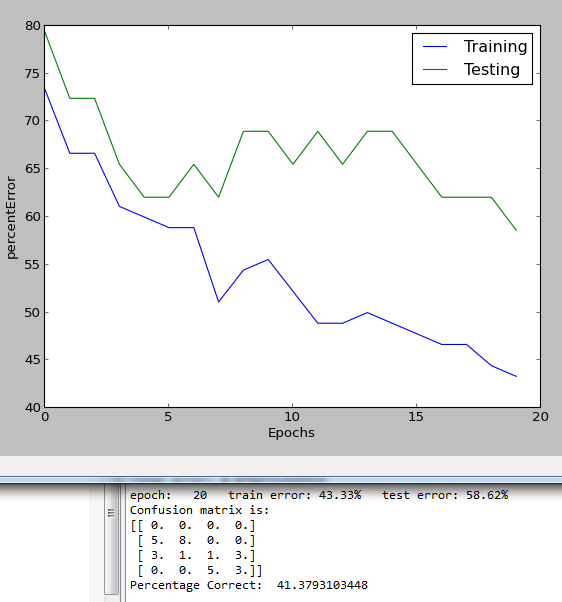 80
75
70
65
60
55
50
45
40
percentError
Training
Testing
0 5 10 15 20
Epochs
epoch: 20 train error: 43.33% test error: 58.62%
Confusion matrix is:
[[ 0. 0. 0. 0.]
[ 5. 8. 0. 0.]
[ 3. 1. 1. 3.]
[ 0. 0. 5. 3.]]
Percentage Correct: 41.3793103448